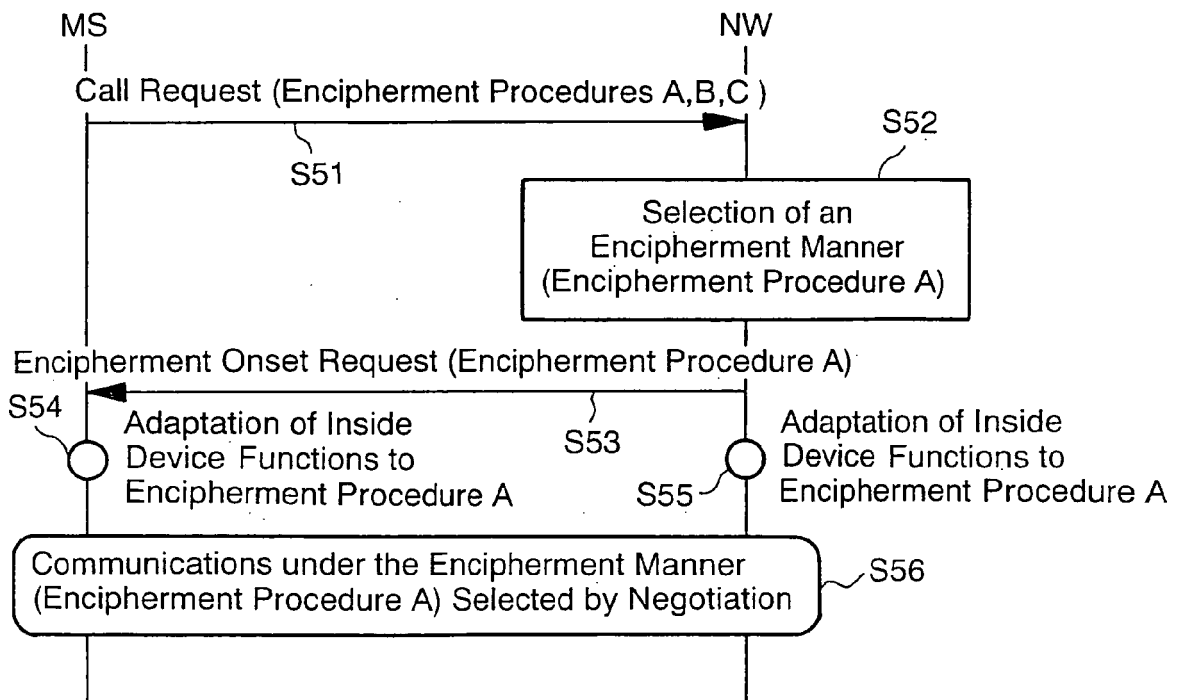 MS
NW
Call Request (Encipherment Procedures A,B,C )
S51
S52
Selection of an
Encipherment Manner
(Encipherment Procedure A)
Encipherment Onset Request (Encipherment Procedure A)
S53
S54
Adaptation of Inside
Device Functions to
Encipherment Procedure A
S55
Adaptation of Inside
Device Functions to
Encipherment Procedure A
Communications under the Encipherment Manner
(Encipherment Procedure A) Selected by Negotiation
S56